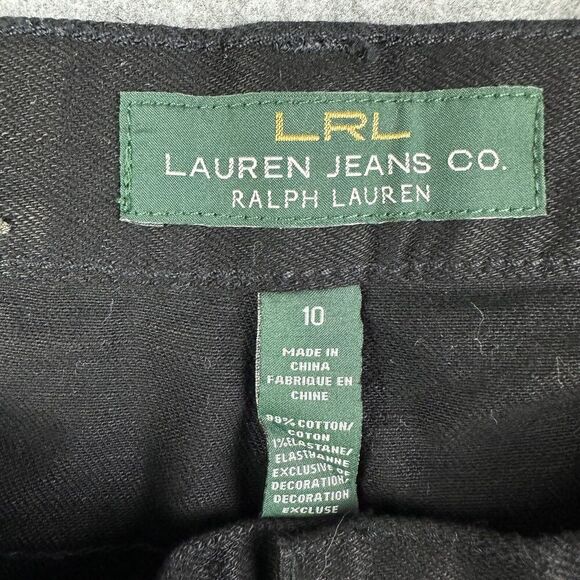 LRL
LAUREN JEANS CO.
RALPH LAUREN
10
MADE IN
CHINA
FABRIQUE EN
CHINE
99% COTTON/
COTON
1% ELASTANE/
ELASTHANNE
EXCLUSIVE OF
DECORATION/
DECORATION
EXCLUSE